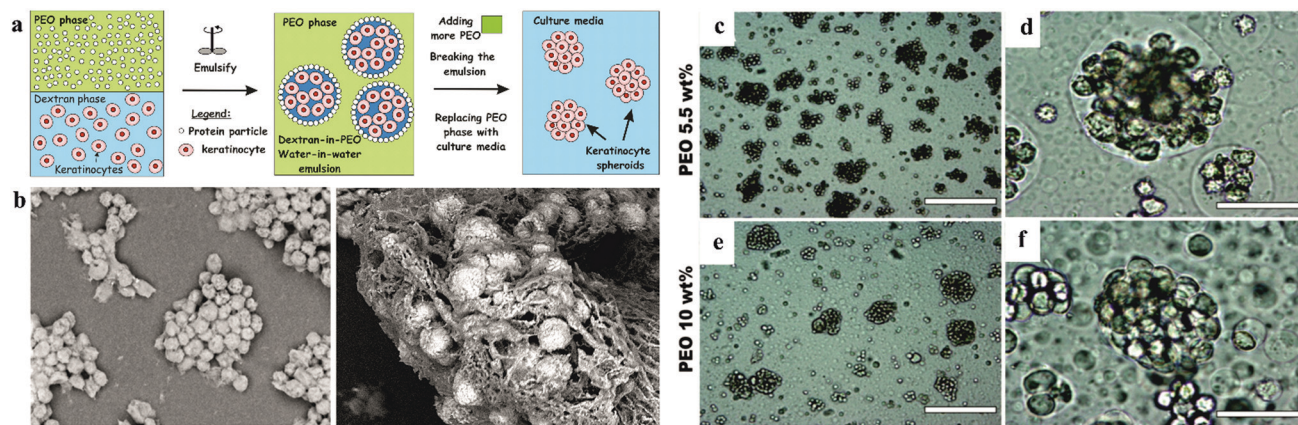 a
PEO phase
Dextran phase
Keratinocytes
Emulsify
Legend:
Protein particle
keratinocyte
PEO phase
Dextran-in-PEO
Water-in-water
emulsion
Adding
more PEO
Breaking the
emulsion
Replacing PEO
phase with
culture media
Culture media
Keratinocyte
spheroids
b
PEO 5.5 wt%
c
d
PEO 10 wt%
e
f